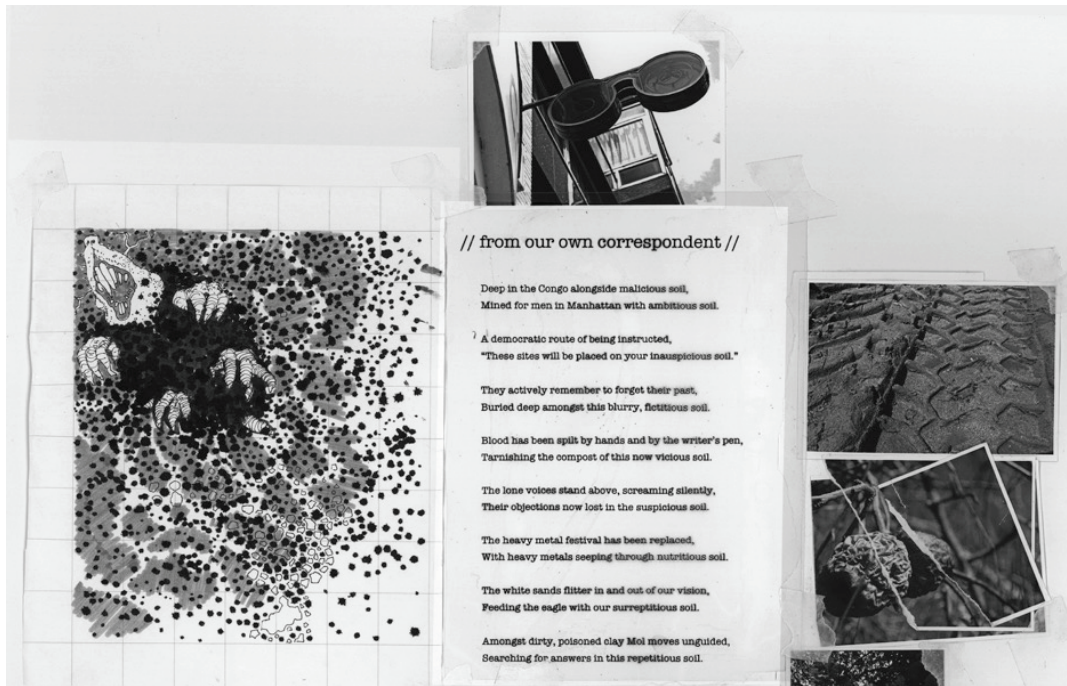 // from our own correspondent //
Deep in the Congo alongside malicious soil,
Mined for men in Manhattan with ambitious soil.
A democratic route of being instructed,
“These sites will be placed on your inauspicious soil.”
They actively remember to forget their past,
Buried deep amongst this blurry, fictitious soil.
Blood has been spilt by hands and by the writer's pen,
Tarnishing the compost of this now vicious soil.
The lone voices stand above, screaming silently,
Their objections now lost in the suspicious soil.
The heavy metal festival has been replaced,
With heavy metals seeping through nutritious soil.
The white sands flitter in and out of our vision,
Feeding the eagle with our surreptitious soil.
Amongst dirty, poisoned clay Mol moves unguided,
Searching for answers in this repetitious soil.